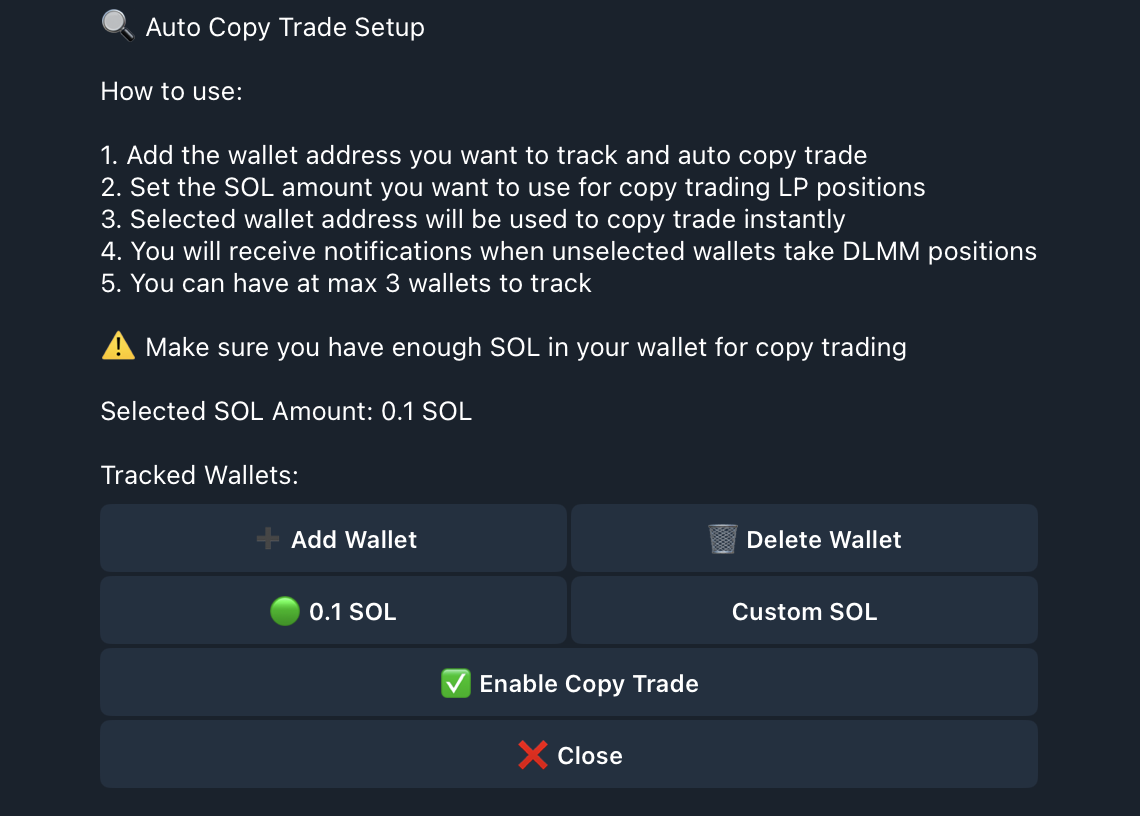 🔍 Auto Copy Trade Setup
How to use:
1. Add the wallet address you want to track and auto copy trade
2. Set the SOL amount you want to use for copy trading LP positions
3. Selected wallet address will be used to copy trade instantly
4. You will receive notifications when unselected wallets take DLMM positions
5. You can have at max 3 wallets to track
⚠️ Make sure you have enough SOL in your wallet for copy trading
Selected SOL Amount: 0.1 SOL
Tracked Wallets:
➕ Add Wallet
🗑️ Delete Wallet
🟢 0.1 SOL
Custom SOL
✅ Enable Copy Trade
❌ Close